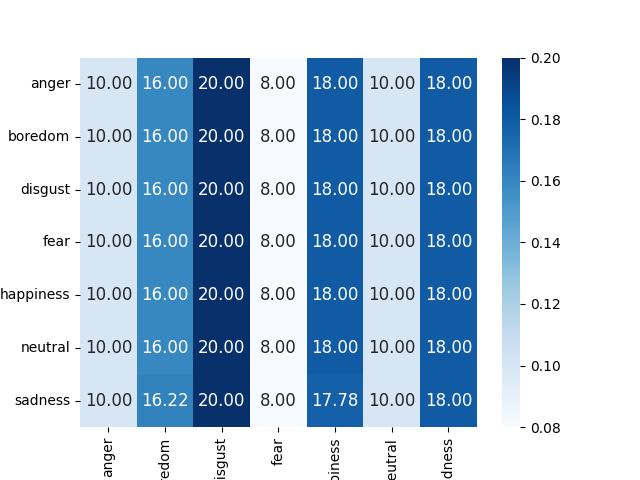 anger 10.00 16.00 20.00 8.00 18.00 10.00 18.00
boredom 10.00 16.00 20.00 8.00 18.00 10.00 18.00
disgust 10.00 16.00 20.00 8.00 18.00 10.00 18.00
fear 10.00 16.00 20.00 8.00 18.00 10.00 18.00
happiness 10.00 16.00 20.00 8.00 18.00 10.00 18.00
neutral 10.00 16.00 20.00 8.00 18.00 10.00 18.00
sadness 10.00 16.22 20.00 8.00 17.78 10.00 18.00
anger
redom
isgust
fear
piness
eutral
dness
0.20
0.18
0.16
0.14
0.12
0.10
0.08